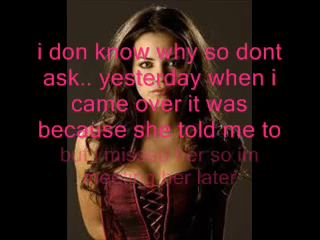 i don know why so dont
ask.. yesterday when i
came over it was
because she told me to
but i missse her so im
meeting her later